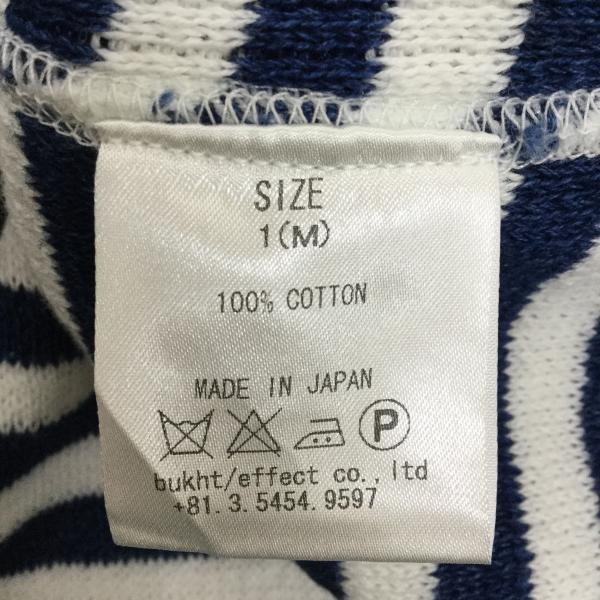 SIZE
1(M)
100% COTTON
MADE IN JAPAN
P
bukht/effect co.,ltd
+81.3.5454.9597